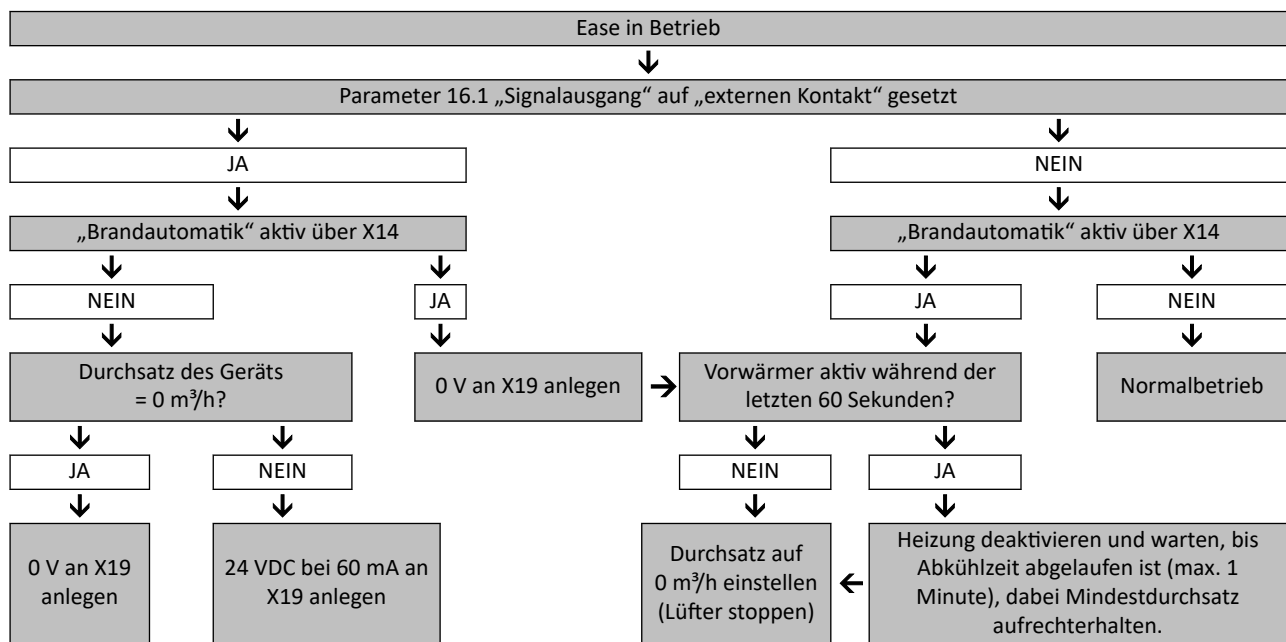 Ease in Betrieb
Parameter 16.1 „Signalausgang“ auf „externen Kontakt“ gesetzt
JA
NEIN
„Brandautomatik“ aktiv über X14
„Brandautomatik“ aktiv über X14
NEIN
JA
JA
NEIN
Durchsatz des Geräts
= 0 m³/h?
0 V an X19 anlegen
Vorwärmer aktiv während der
letzten 60 Sekunden?
Normalbetrieb
JA
NEIN
NEIN
JA
0 V an X19
anlegen
24 VDC bei 60 mA an
X19 anlegen
Durchsatz auf
0 m³/h einstellen
(Lüfter stoppen)
Heizung deaktivieren und warten, bis
Abkühlzeit abgelaufen ist (max. 1
Minute), dabei Mindestdurchsatz
aufrechterhalten.